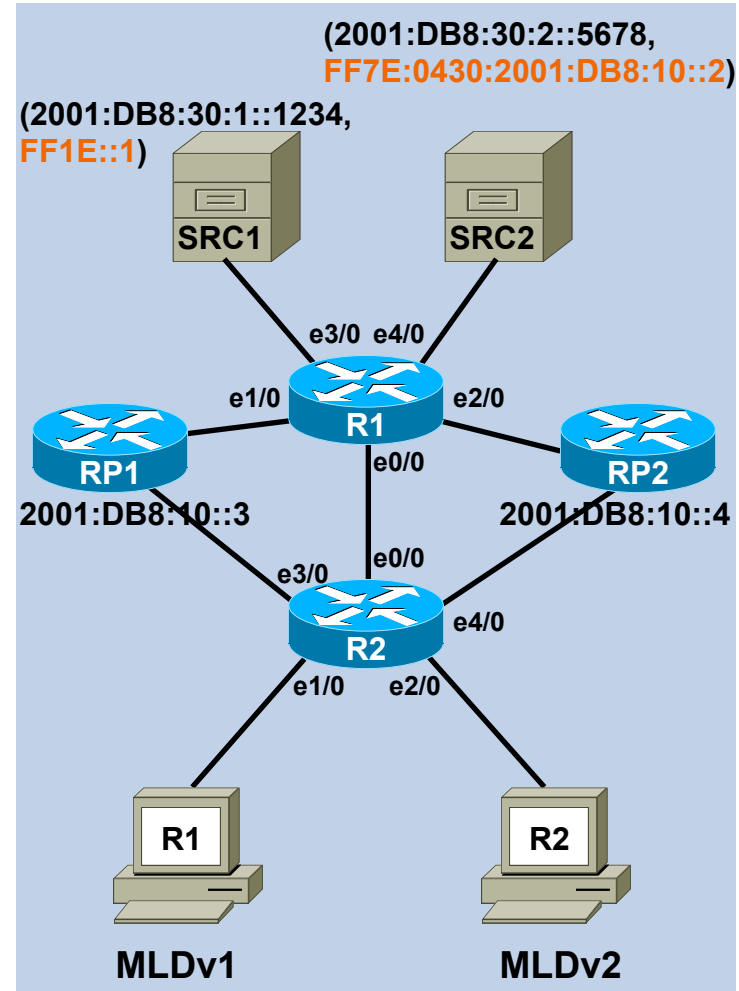 (2001:DB8:30:2::5678,
FF7E:0430:2001:DB8:10::2)
(2001:DB8:30:1::1234,
FF1E::1)
SRC1
SRC2
e3/0 e4/0
e1/0
e2/0
R1
e0/0
RP1
RP2
2001:DB8:10::3
2001:DB8:10::4
e0/0
e3/0
e4/0
R2
e1/0
e2/0
R1
R2
MLDv1
MLDv2